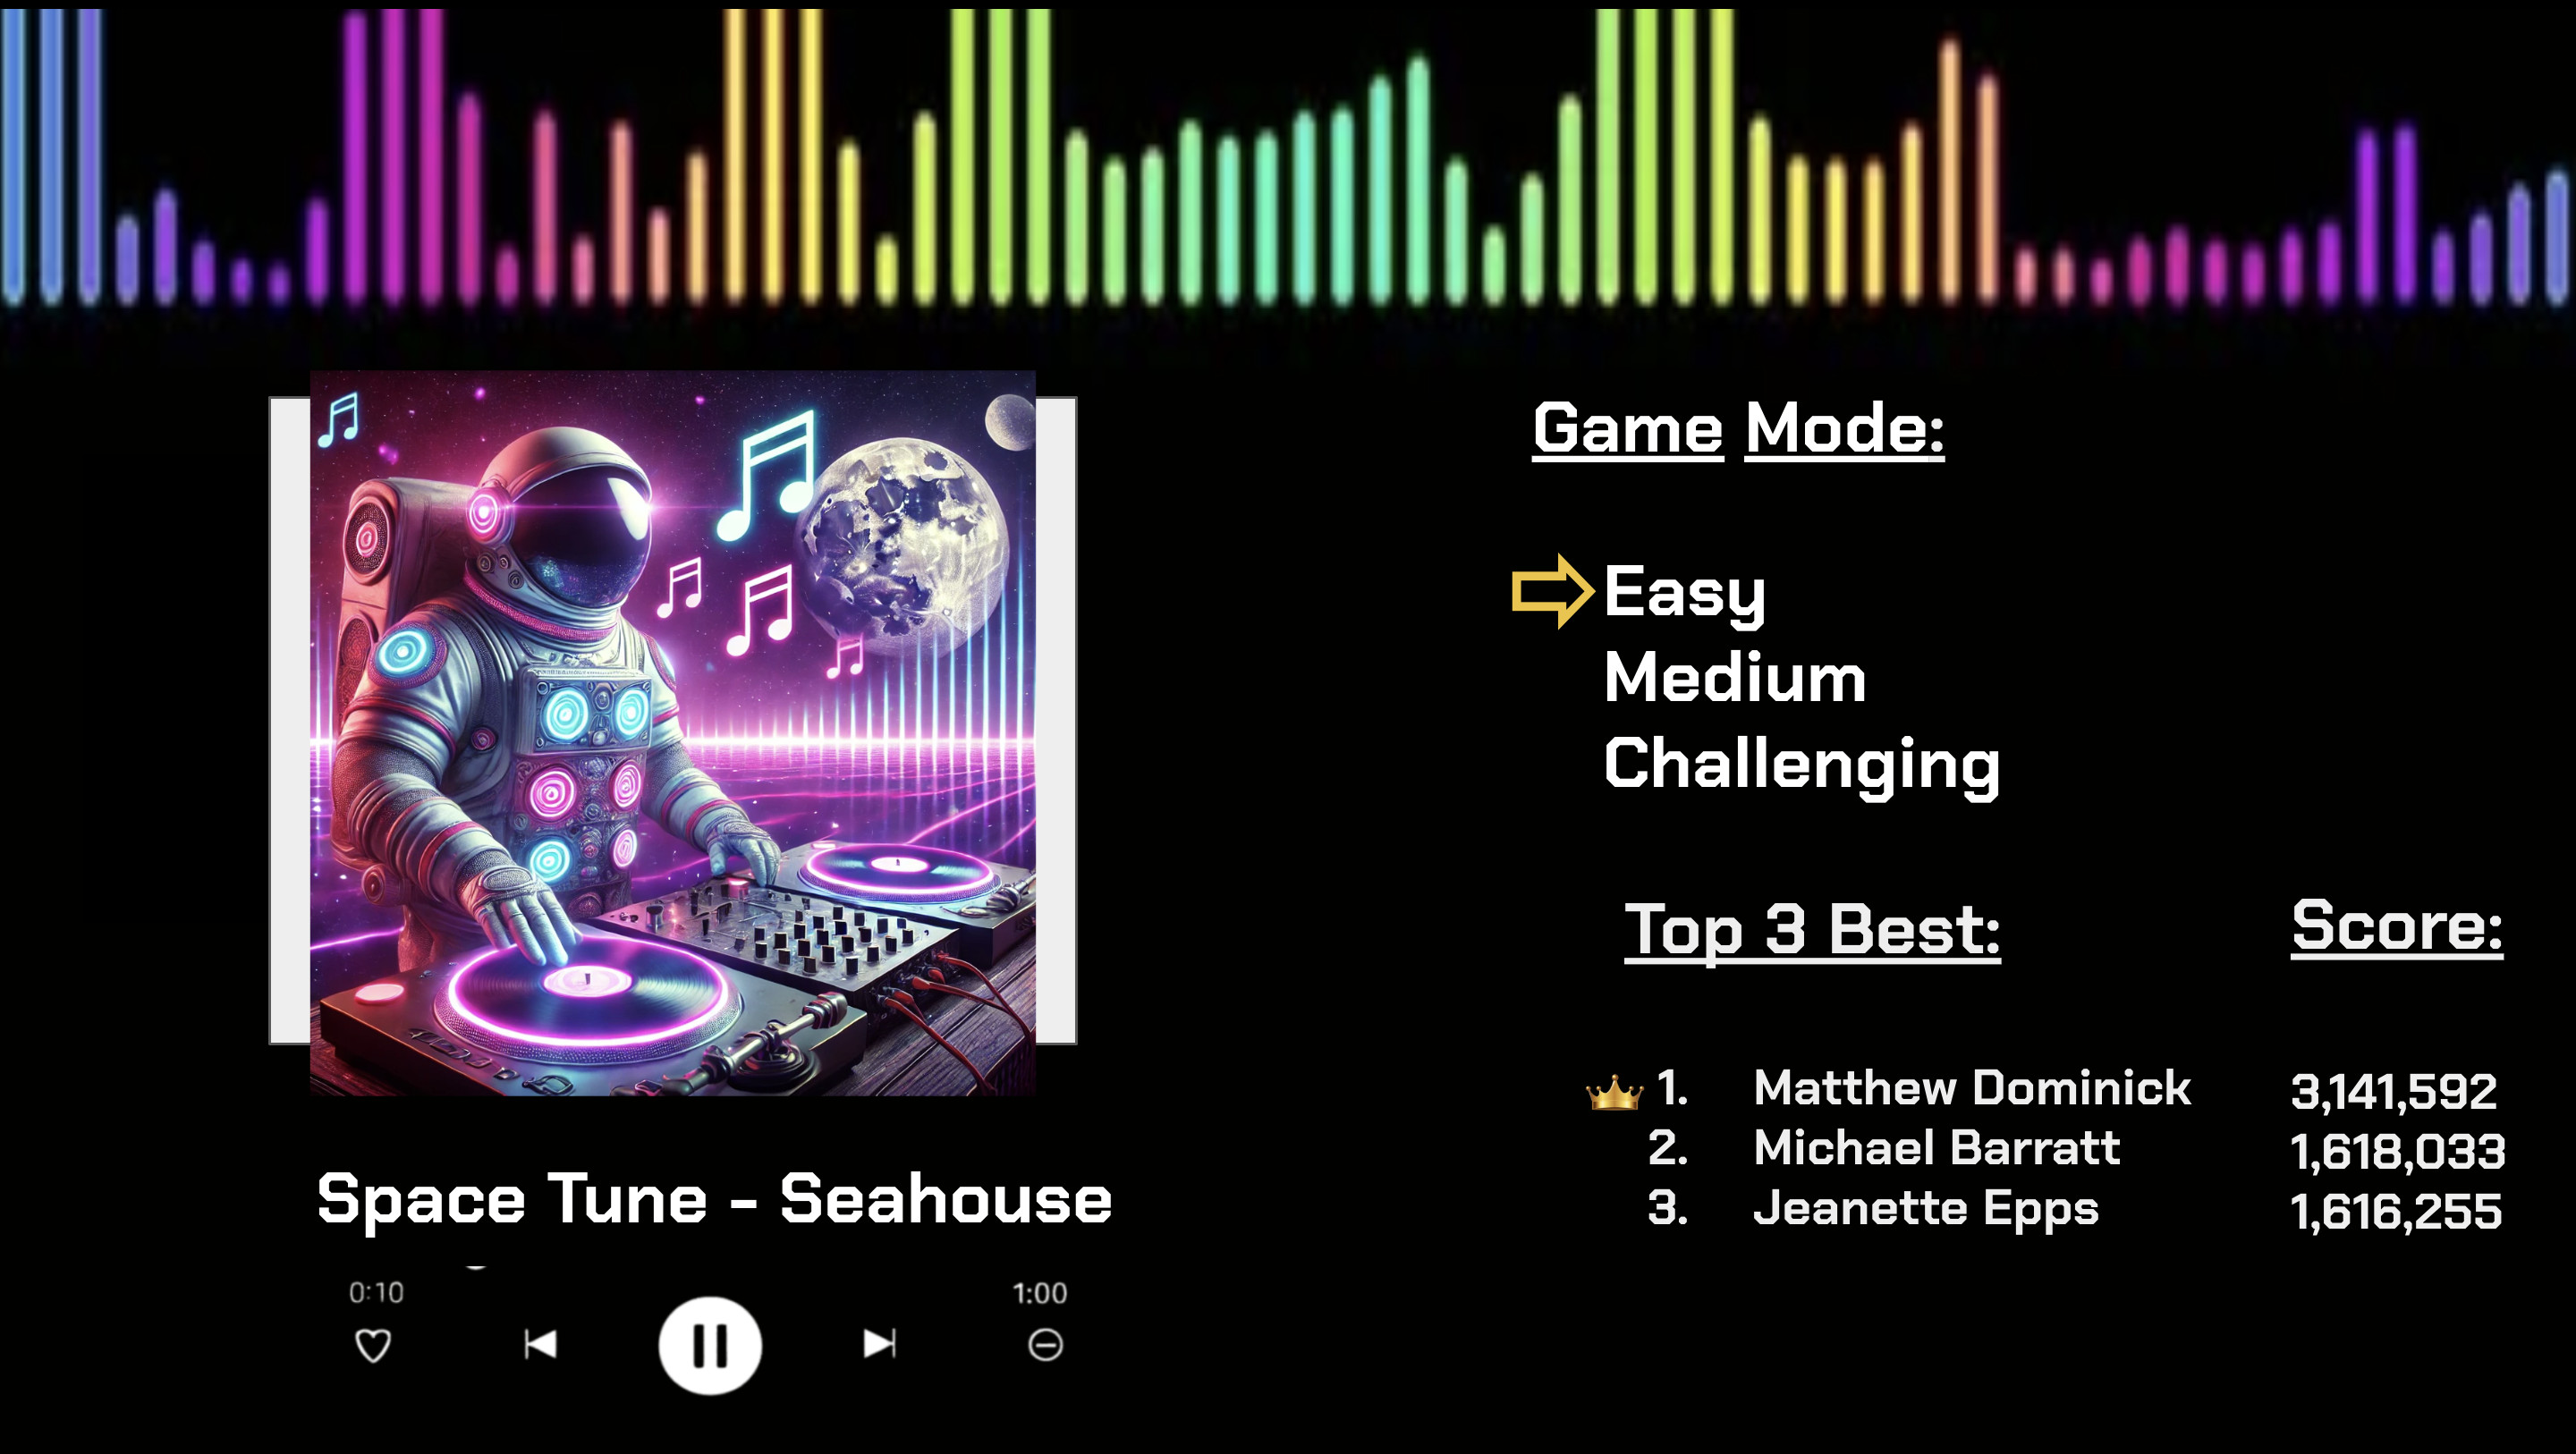 Game Mode:
Easy
Medium
Challenging
Top 3 Best: Score:
1. Matthew Dominick 3,141,592
2. Michael Barratt 1,618,033
3. Jeanette Epps 1,616,255
Space Tune - Seahouse
0:10 1:00